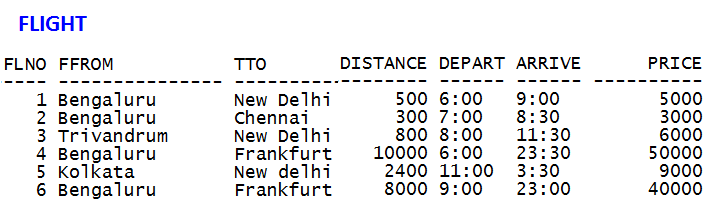 FLIGHT
FLNO FFROM TTO DISTANCE DEPART ARRIVE PRICE
---- --------------- ------------------ ------ ------ ----------
1 Bengaluru New Delhi 500 6:00 9:00 5000
2 Bengaluru Chennai 300 7:00 8:30 3000
3 Trivandrum New Delhi 800 8:00 11:30 6000
4 Bengaluru Frankfurt 10000 6:00 23:30 50000
5 Kolkata New delhi 2400 11:00 3:30 9000
6 Bengaluru Frankfurt 8000 9:00 23:00 40000